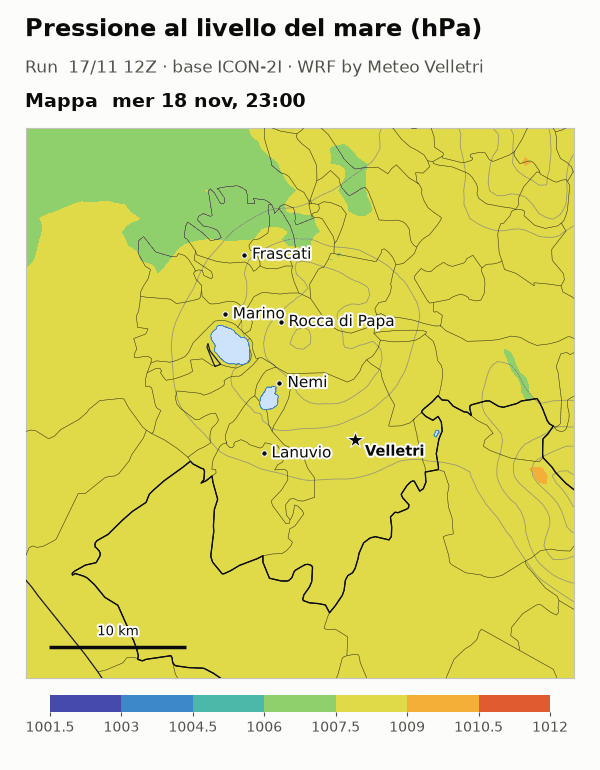 Pressione al livello del mare (hPa)
Run  17/11 12Z · base ICON-2I · WRF by Meteo Velletri
Mappa  mer 18 nov, 23:00
Frascati
Marino
Rocca di Papa
Nemi
Velletri
Lanuvio
10 km
1001.5 1003 1004.5 1006 1007.5 1009 1010.5 1012